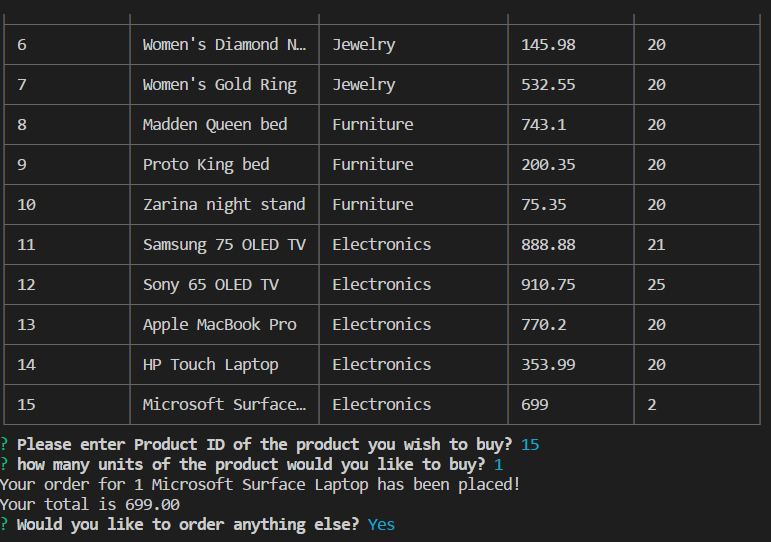 6 Women's Diamond N… Jewelry 145.98 20
7 Women's Gold Ring Jewelry 532.55 20
8 Madden Queen bed Furniture 743.1 20
9 Proto King bed Furniture 200.35 20
10 Zarina night stand Furniture 75.35 20
11 Samsung 75 OLED TV Electronics 888.88 21
12 Sony 65 OLED TV Electronics 910.75 25
13 Apple MacBook Pro Electronics 770.2 20
14 HP Touch Laptop Electronics 353.99 20
15 Microsoft Surface… Electronics 699 2
? Please enter Product ID of the product you wish to buy? 15
? how many units of the product would you like to buy? 1
Your order for 1 Microsoft Surface Laptop has been placed!
Your total is 699.00
? Would you like to order anything else? Yes